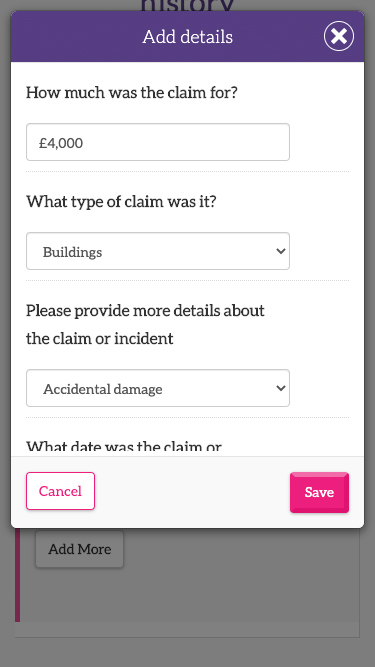 history
Add details
How much was the claim for?
£4,000
What type of claim was it?
Buildings
Please provide more details about
the claim or incident
Accidental damage
What date was the claim or
Cancel
Save
Add More